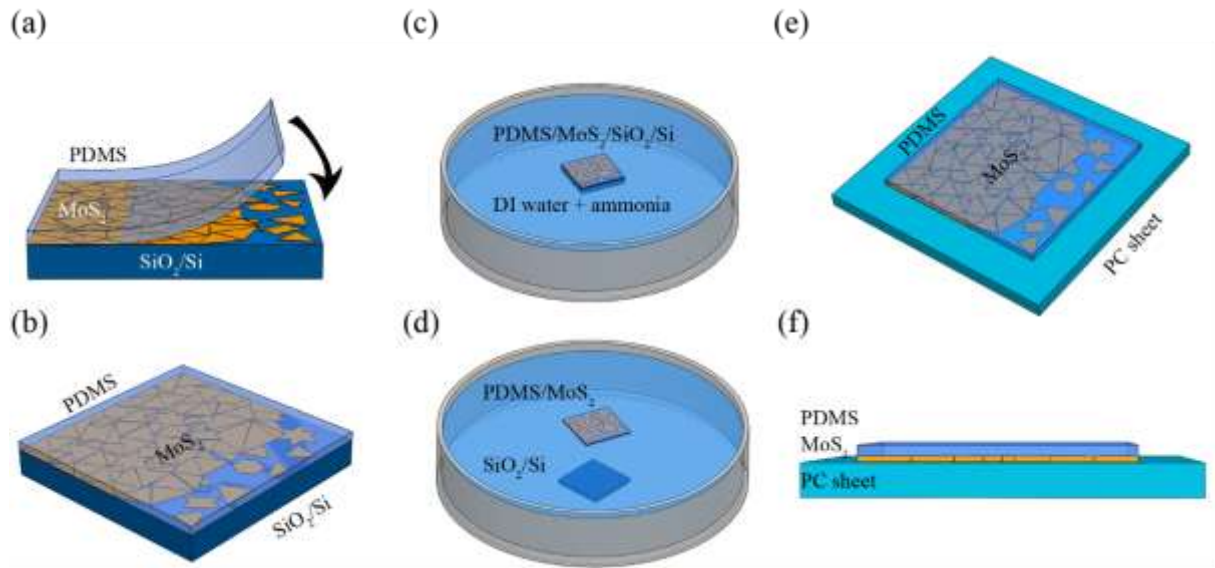 (a)
PDMS
MoS₂
SiO₂/Si
(b)
PDMS
MoS₂
SiO₂/Si
(c)
PDMS/MoS₂/SiO₂/Si
DI water + ammonia
(d)
PDMS/MoS₂
SiO₂/Si
(e)
PDMS
MoS₂
PC sheet
(f)
PDMS
MoS₂
PC sheet